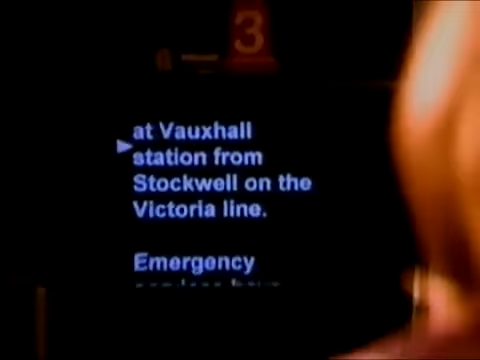 3
at Vauxhall
station from
Stockwell on the
Victoria line.
Emergency